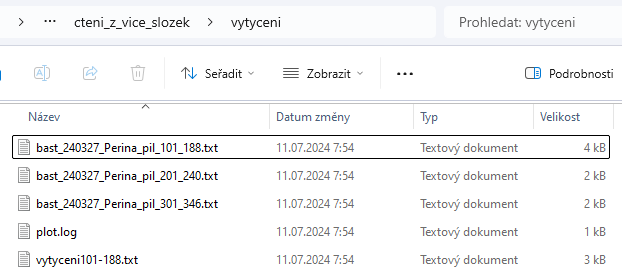 cteni_z_vice_slozek > vytyceni Prohledat: vytyceni
Seřadit Zobrazit Podrobnosti
Název Datum změny Typ Velikost
bast_240327_Perina_pil_101_188.txt 11.07.2024 7:54 Textový dokument 4 kB
bast_240327_Perina_pil_201_240.txt 11.07.2024 7:54 Textový dokument 2 kB
bast_240327_Perina_pil_301_346.txt 11.07.2024 7:54 Textový dokument 2 kB
plot.log 11.07.2024 7:54 Textový dokument 1 kB
vytyceni101-188.txt 11.07.2024 7:54 Textový dokument 3 kB